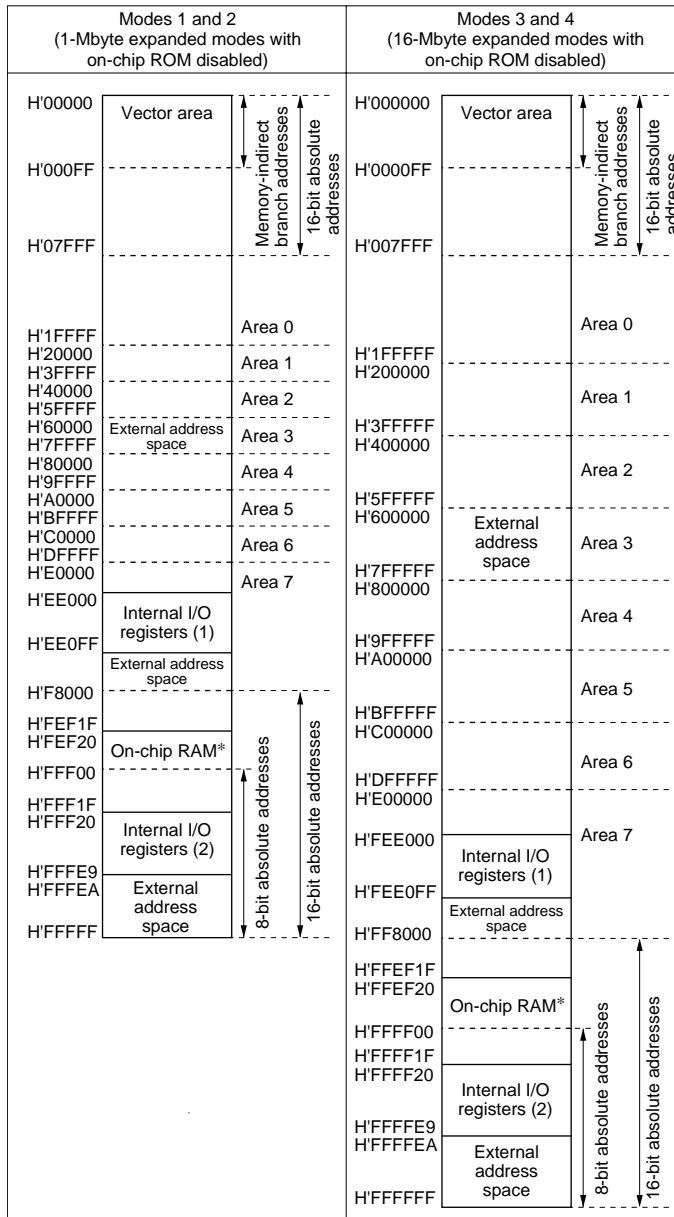 Modes 1 and 2
(1-Mbyte expanded modes with
on-chip ROM disabled)
H'00000
Vector area
H'000FF
H'07FFF
Memory-indirect
branch addresses
16-bit absolute
addresses
H'1FFFF
Area 0
H'20000
H'3FFFF
Area 1
H'40000
H'5FFFF
Area 2
H'60000
H'7FFFF
External address
space
Area 3
H'80000
H'9FFFF
Area 4
H'A0000
H'BFFFF
Area 5
H'C0000
H'DFFFF
Area 6
H'E0000
Area 7
H'EE000
Internal I/O
registers (1)
H'EE0FF
External address
space
H'F8000
H'FEF1F
H'FEF20
On-chip RAM*
H'FFF00
H'FFF1F
H'FFF20
Internal I/O
registers (2)
H'FFFE9
H'FFFEA
External
address
space
H'FFFFF
8-bit absolute addresses
16-bit absolute addresses
Modes 3 and 4
(16-Mbyte expanded modes with
on-chip ROM disabled)
H'000000
Vector area
H'0000FF
H'007FFF
Memory-indirect
branch addresses
16-bit absolute
addresses
Area 0
H'1FFFFF
H'200000
Area 1
H'3FFFFF
H'400000
Area 2
H'5FFFFF
H'600000
External
address
space
Area 3
H'7FFFFF
H'800000
Area 4
H'9FFFFF
H'A00000
Area 5
H'BFFFFF
H'C00000
Area 6
H'DFFFFF
H'E00000
Area 7
H'FEE000
Internal I/O
registers (1)
H'FEE0FF
External address
space
H'FF8000
H'FFEF1F
H'FFEF20
On-chip RAM*
H'FFFF00
H'FFFF1F
H'FFFF20
Internal I/O
registers (2)
H'FFFFE9
H'FFFFEA
External
address
space
H'FFFFFF
8-bit absolute addresses
16-bit absolute addresses